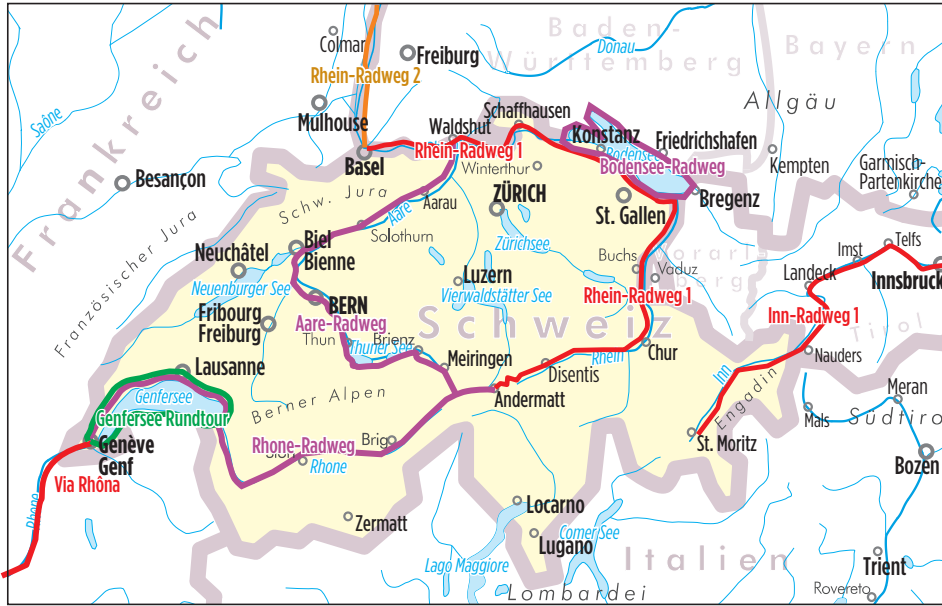 Frankreich
Colmar
Freiburg
Baden-
Württemberg
Donau
Bayern
Rhein-Radweg 2
Saône
Mulhouse
Allgäu
Schaffhausen
Waldshut
Konstanz
Friedrichshafen
Basel
Rhein-Radweg 1
Bodensee
Bodensee-Radweg
Kempten
Garmisch-
Partenkirche
Winterthur
Besançon
Schw. Jura
Aare
Aarau
ZÜRICH
St. Gallen
Bregenz
Französischer Jura
Solothurn
Zürichsee
Biel
Bienne
Neuchâtel
Neuenburger See
Buchs
Vaduz
Vorarlberg
Imst
Telfs
Landeck
Innsbruck
Luzern
Vierwaldstätter See
Rhein-Radweg 1
BERN
Fribourg
Freiburg
Aare-Radweg
Schweiz
Inn-Radweg 1
Tirol
Thun
Thuner See
Brienz
Meiringen
Rhein
Chur
Nauders
Lausanne
Disentis
Inn
Engadin
Genfersee
Genfersee Rundtour
Berner Alpen
Andermatt
Meran
Mals
Südtiro
Genève
Genf
Rhone-Radweg
Brig
Sion
Rhone
St. Moritz
Bozen
Via Rhôna
Rhone
Zermatt
Locarno
Lugano
Comer See
Lago Maggiore
Italien
Lombardei
Trient
Rovereto